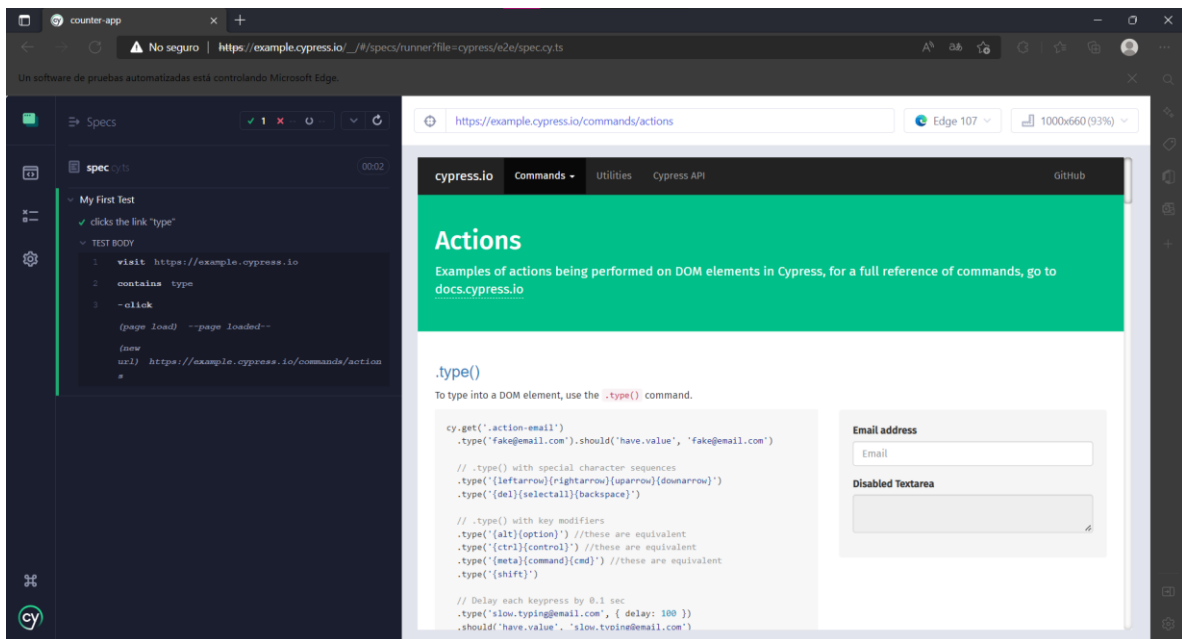 counter-app
No seguro | https://example.cypress.io/__/#/specs/runner?file=cypress/e2e/spec.cy.ts
Un software de pruebas automatizadas está controlando Microsoft Edge.
Specs
1
--
--
https://example.cypress.io/commands/actions
Edge 107
1000x660 (93%)
spec cy.ts
00:02
My First Test
clicks the link "type"
TEST BODY
1 visit https://example.cypress.io
2 contains type
3 -click
(page load) --page loaded--
(new
url) https://example.cypress.io/commands/action
s
cy
cypress.io Commands Utilities Cypress API GitHub
Actions
Examples of actions being performed on DOM elements in Cypress, for a full reference of commands, go to
docs.cypress.io
.type()
To type into a DOM element, use the .type() command.
cy.get('.action-email')
.type('fake@email.com').should('have.value', 'fake@email.com')
// .type() with special character sequences
.type('{leftarrow}{rightarrow}{uparrow}{downarrow}')
.type('{del}{selectall}{backspace}')
// .type() with key modifiers
.type('{alt}{option}') //these are equivalent
.type('{ctrl}{control}') //these are equivalent
.type('{meta}{command}{cmd}') //these are equivalent
.type('{shift}')
// Delay each keypress by 0.1 sec
.type('slow.typing@email.com', { delay: 100 })
.should('have.value', 'slow.typing@email.com')
Email address
Email
Disabled Textarea